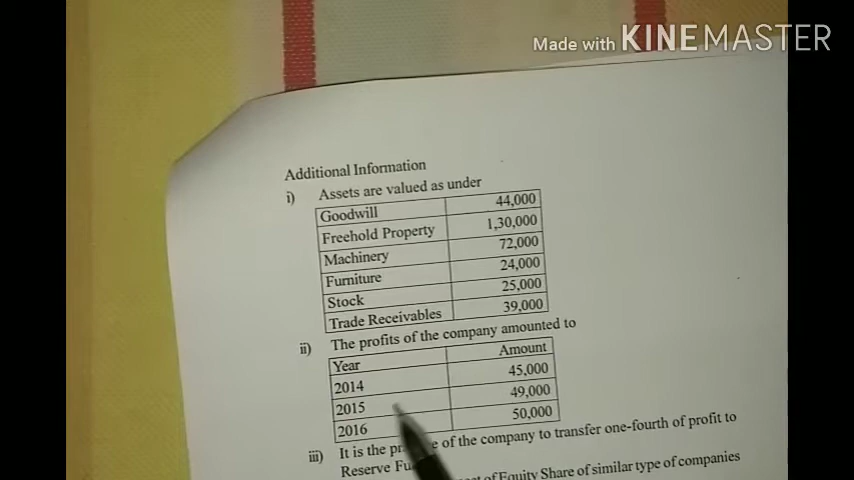 Made with KINEMASTER
Additional Information
i) Assets are valued as under
Goodwill 44,000
Freehold Property 1,30,000
Machinery 72,000
Furniture 24,000
Stock 25,000
Trade Receivables 39,000
ii) The profits of the company amounted to
Year Amount
2014 45,000
2015 49,000
2016 50,000
iii) It is the of the company to transfer one-fourth of profit to
Reserve of Equity Share of similar type of companies